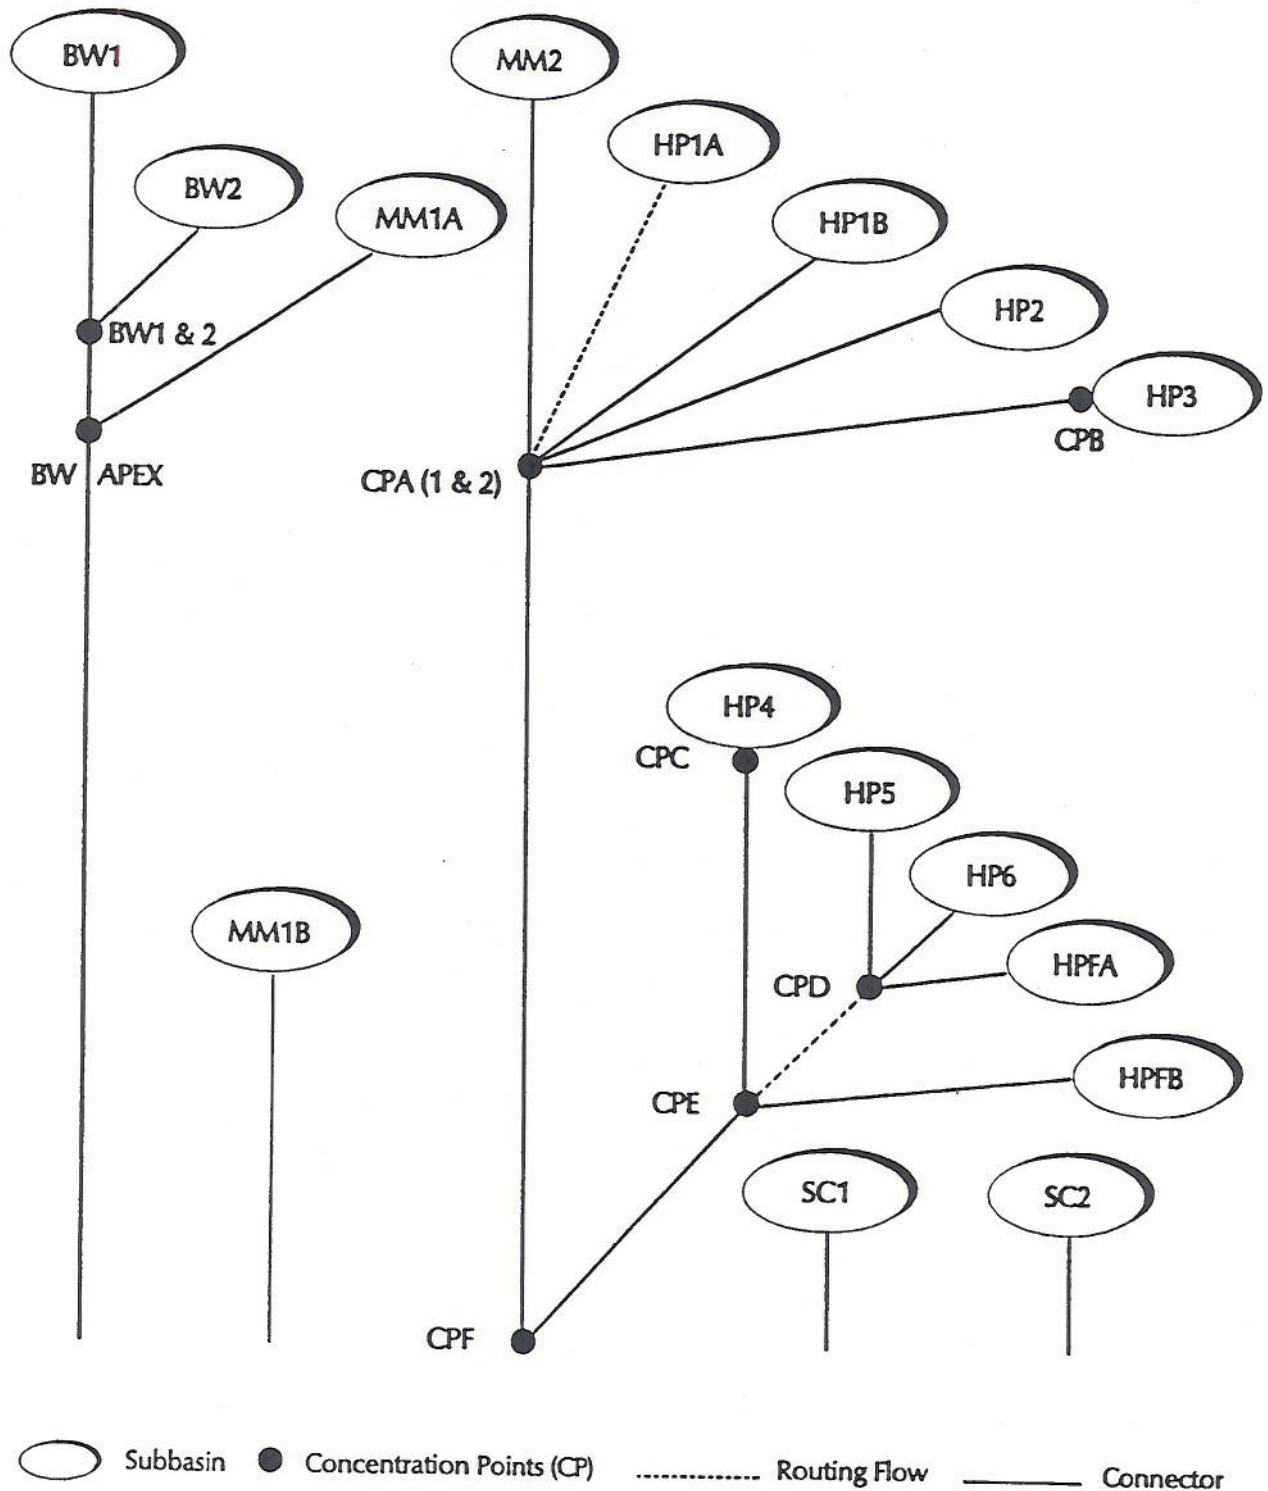 BW1
MM2
HP1A
BW2
MM1A
HP1B
HP2
BW1 & 2
HP3
CPB
BW APEX
CPA (1 & 2)
HP4
CPC
HP5
HP6
MM1B
HPFA
CPD
HPFB
CPE
SC1
SC2
CPF
Subbasin
Concentration Points (CP)
Routing Flow
Connector